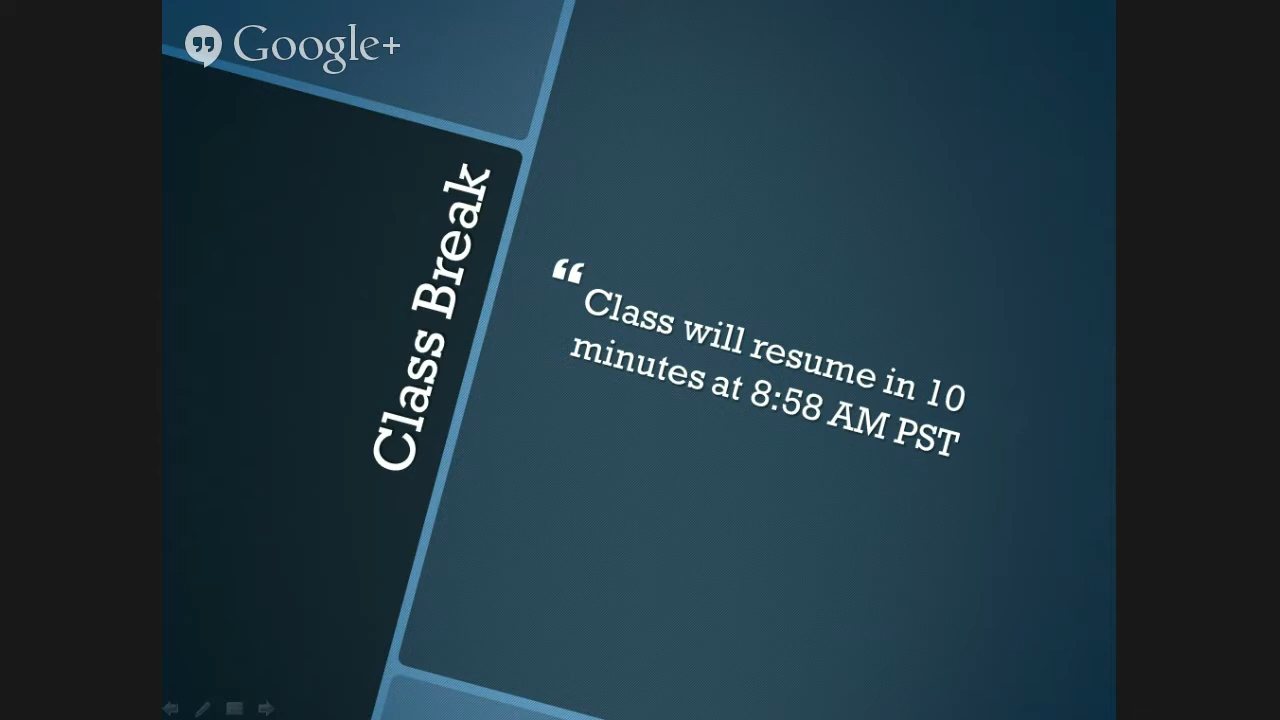 Google+
Class Break
“Class will resume in 10
minutes at 8:58 AM PST